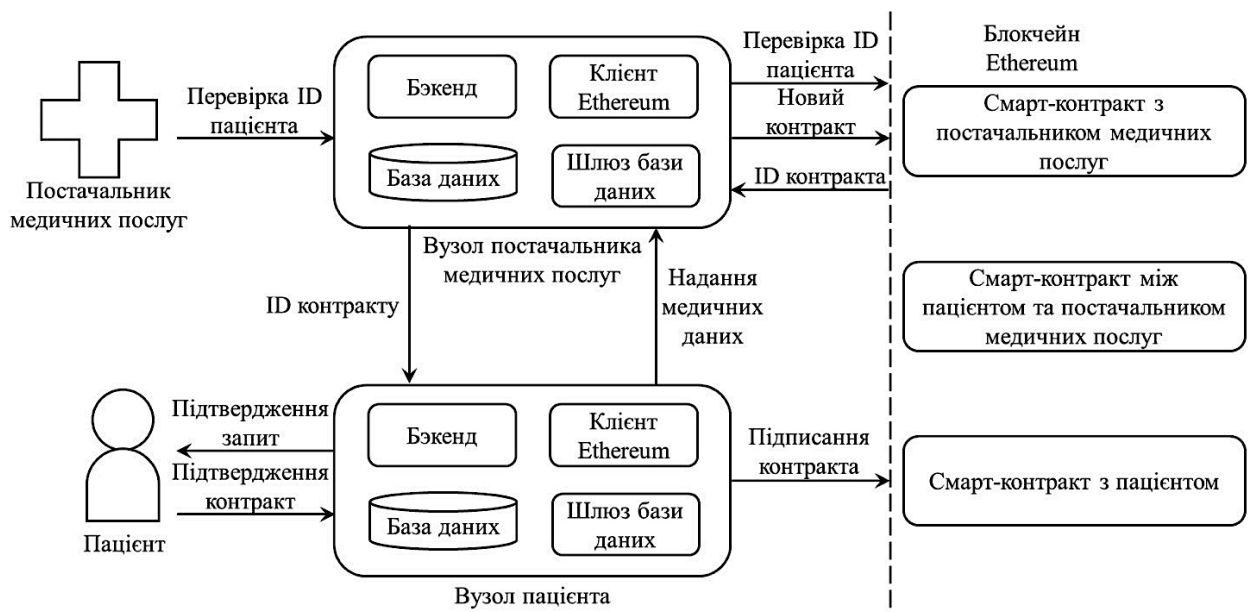 Блокчейн
Ethereum
Перевірка ID
пацієнта
Бэкенд
Клієнт
Ethereum
Перевірка ID
пацієнта
Новий
контракт
Смарт-контракт з
постачальником медичних
послуг
База даних
Шлюз бази
даних
ID контракта
Постачальник
медичних послуг
Вузол постачальника
медичних послуг
ID контракту
Надання
медичних
даних
Смарт-контракт між
пацієнтом та постачальником
медичних послуг
Підтвердження
запит
Бэкенд
Клієнт
Ethereum
Підписання
контракта
Смарт-контракт з пацієнтом
Підтвердження
контракт
База даних
Шлюз бази
даних
Пацієнт
Вузол пацієнта